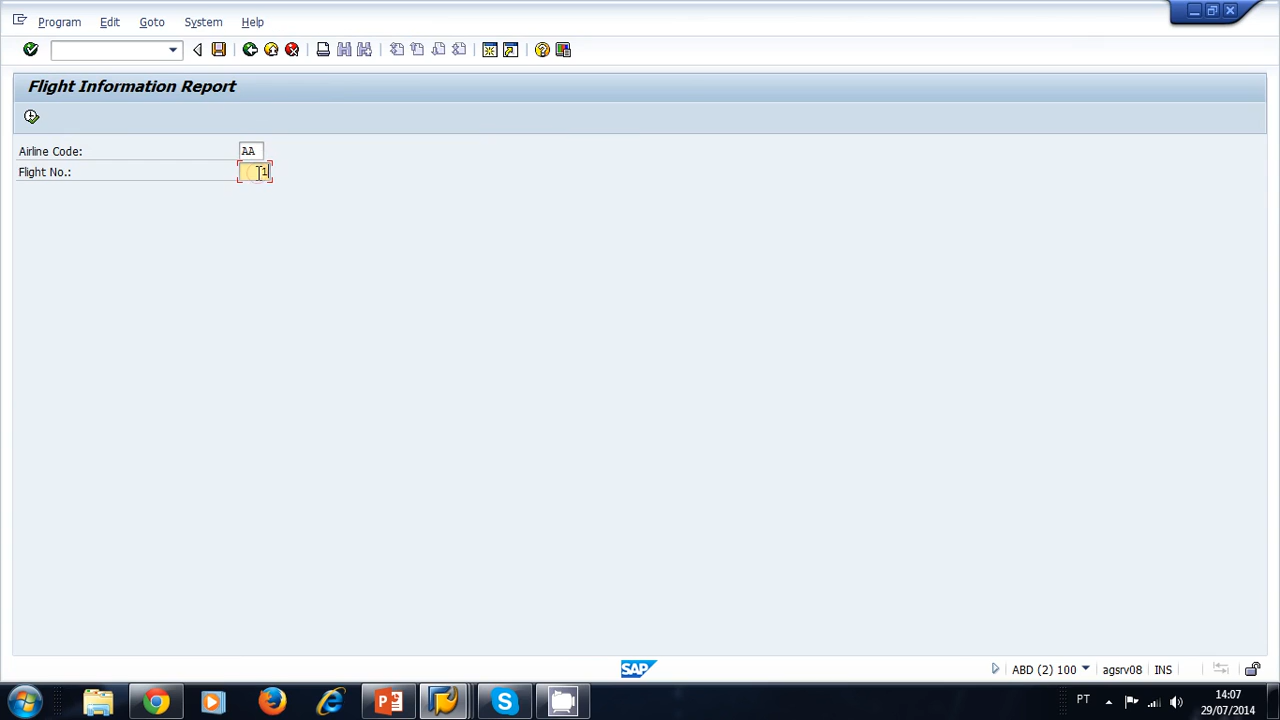 Program Edit Goto System Help
Flight Information Report
Airline Code: AA
Flight No.: 1
SAP
ABD (2) 100 agsrv08 INS
PT 14:07
29/07/2014